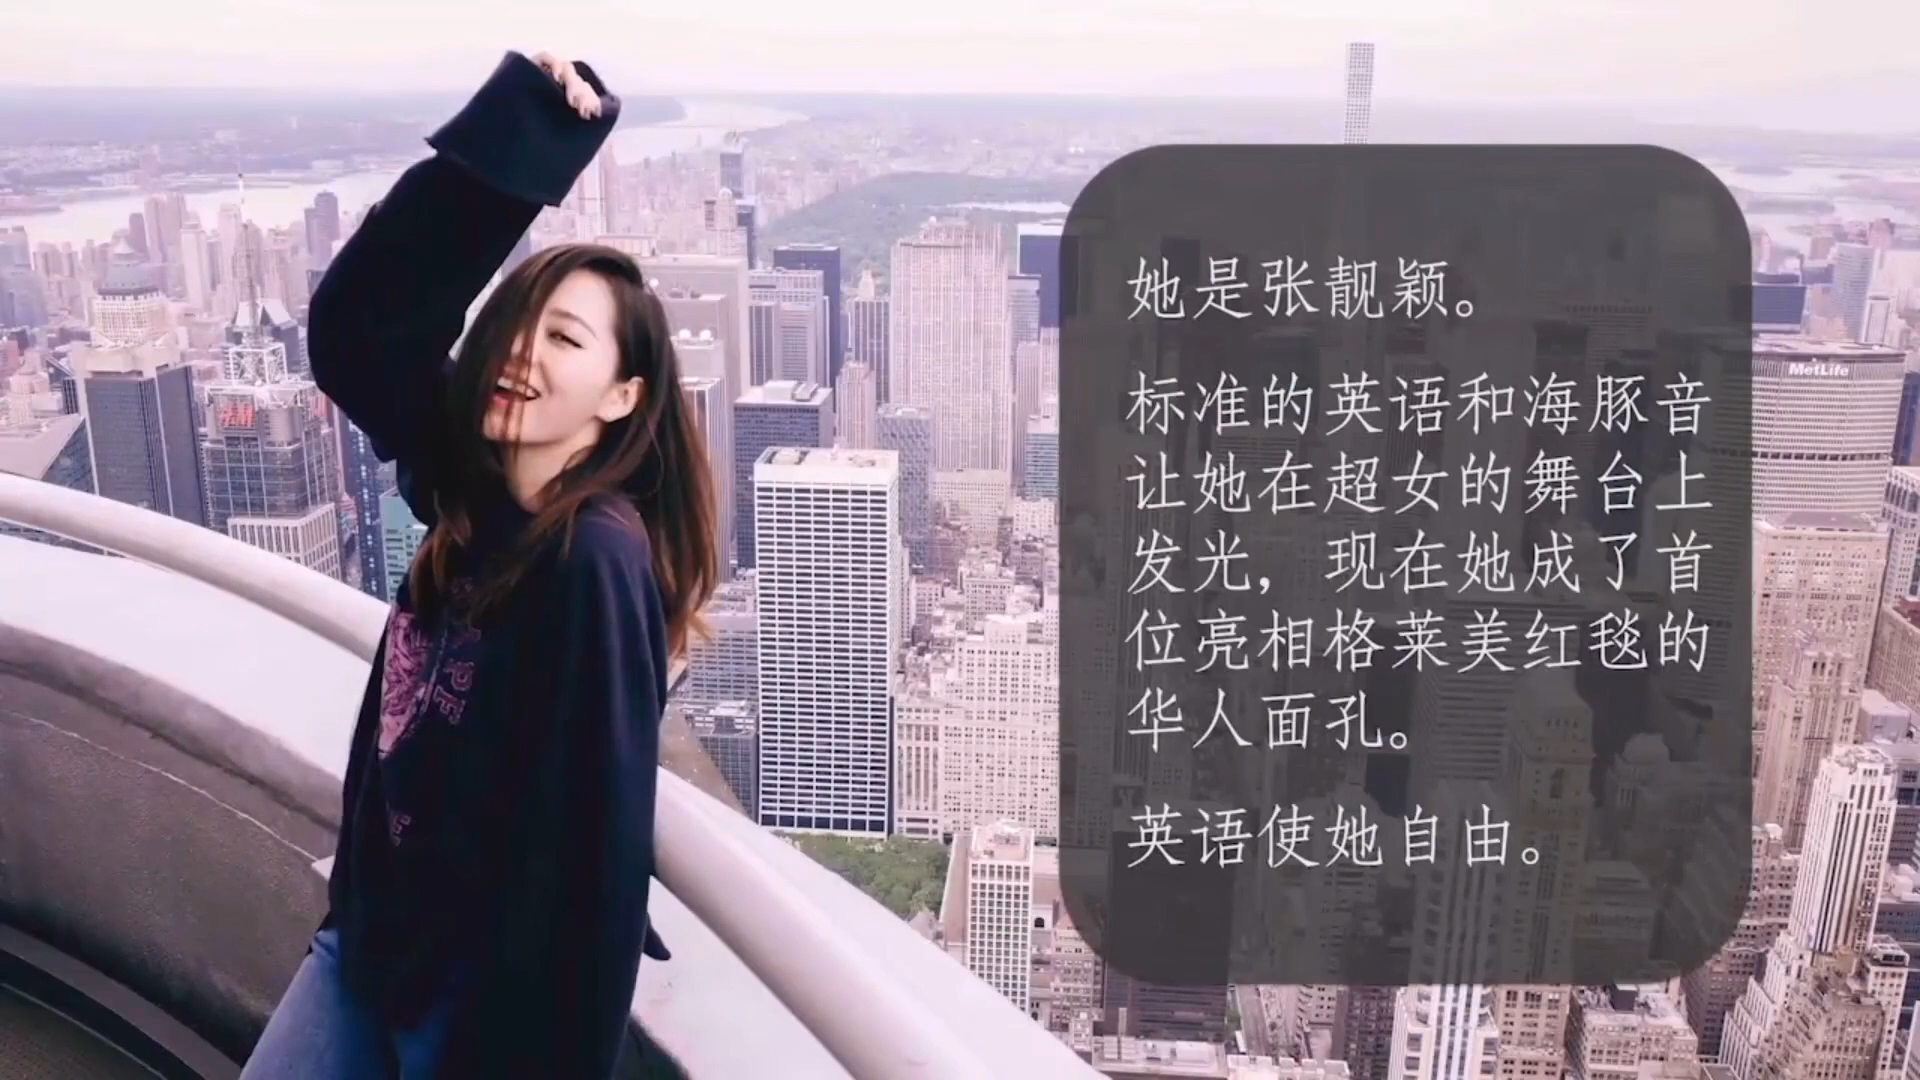 她是张靓颖。
标准的英语和海豚音
让她在超女的舞台上
发光，现在她成了首
位亮相格莱美红毯的
华人面孔。
英语使她自由。
MetLife
H&M